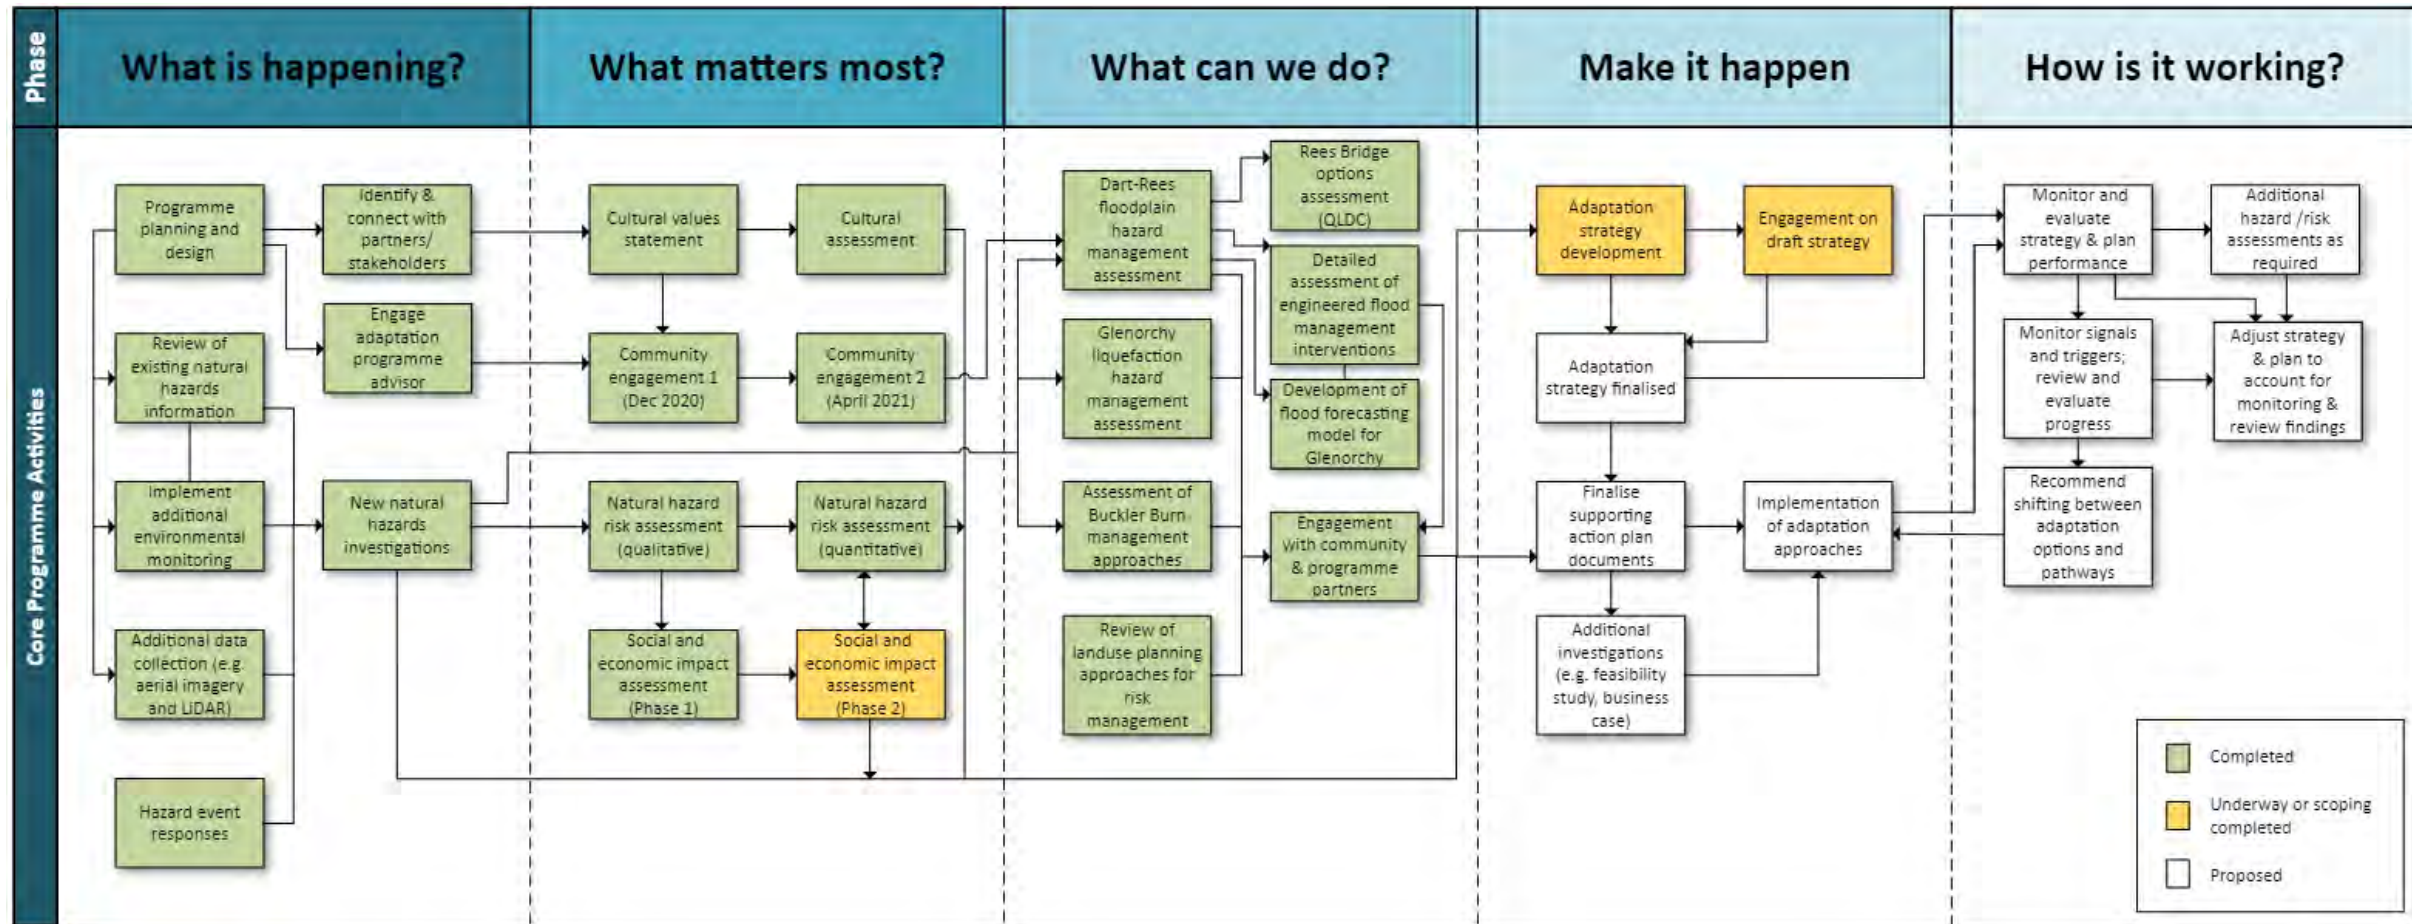 Phase
What is happening?
What matters most?
What can we do?
Make it happen
How is it working?
Core Programme Activities
Programme
planning and
design
Identify &
connect with
partners/
stakeholders
Engage
adaptation
programme
advisor
Review of
existing natural
hazards
information
Implement
additional
environmental
monitoring
New natural
hazards
investigations
Additional data
collection (e.g.
aerial imagery
and LiDAR)
Hazard event
responses
Cultural values
statement
Cultural
assessment
Community
engagement 1
(Dec 2020)
Community
engagement 2
(April 2021)
Natural hazard
risk assessment
(qualitative)
Natural hazard
risk assessment
(quantitative)
Social and
economic impact
assessment
(Phase 1)
Social and
economic impact
assessment
(Phase 2)
Dart-Rees
floodplain
hazard
management
assessment
Rees Bridge
options
assessment
(QLDC)
Detailed
assessment of
engineered flood
management
interventions
Glenorchy
liquefaction
hazard
management
assessment
Development of
flood forecasting
model for
Glenorchy
Assessment of
Buckler Burn
management
approaches
Engagement
with community
& programme
partners
Review of
landuse planning
approaches for
risk
management
Adaptation
strategy
development
Engagement on
draft strategy
Adaptation
strategy finalised
Finalise
supporting
action plan
documents
Implementation
of adaptation
approaches
Additional
investigations
(e.g. feasibility
study, business
case)
Monitor and
evaluate
strategy & plan
performance
Additional
hazard /risk
assessments as
required
Monitor signals
and triggers;
review and
evaluate
progress
Adjust strategy
& plan to
account for
monitoring &
review findings
Recommend
shifting between
adaptation
options and
pathways
Completed
Underway or scoping
completed
Proposed